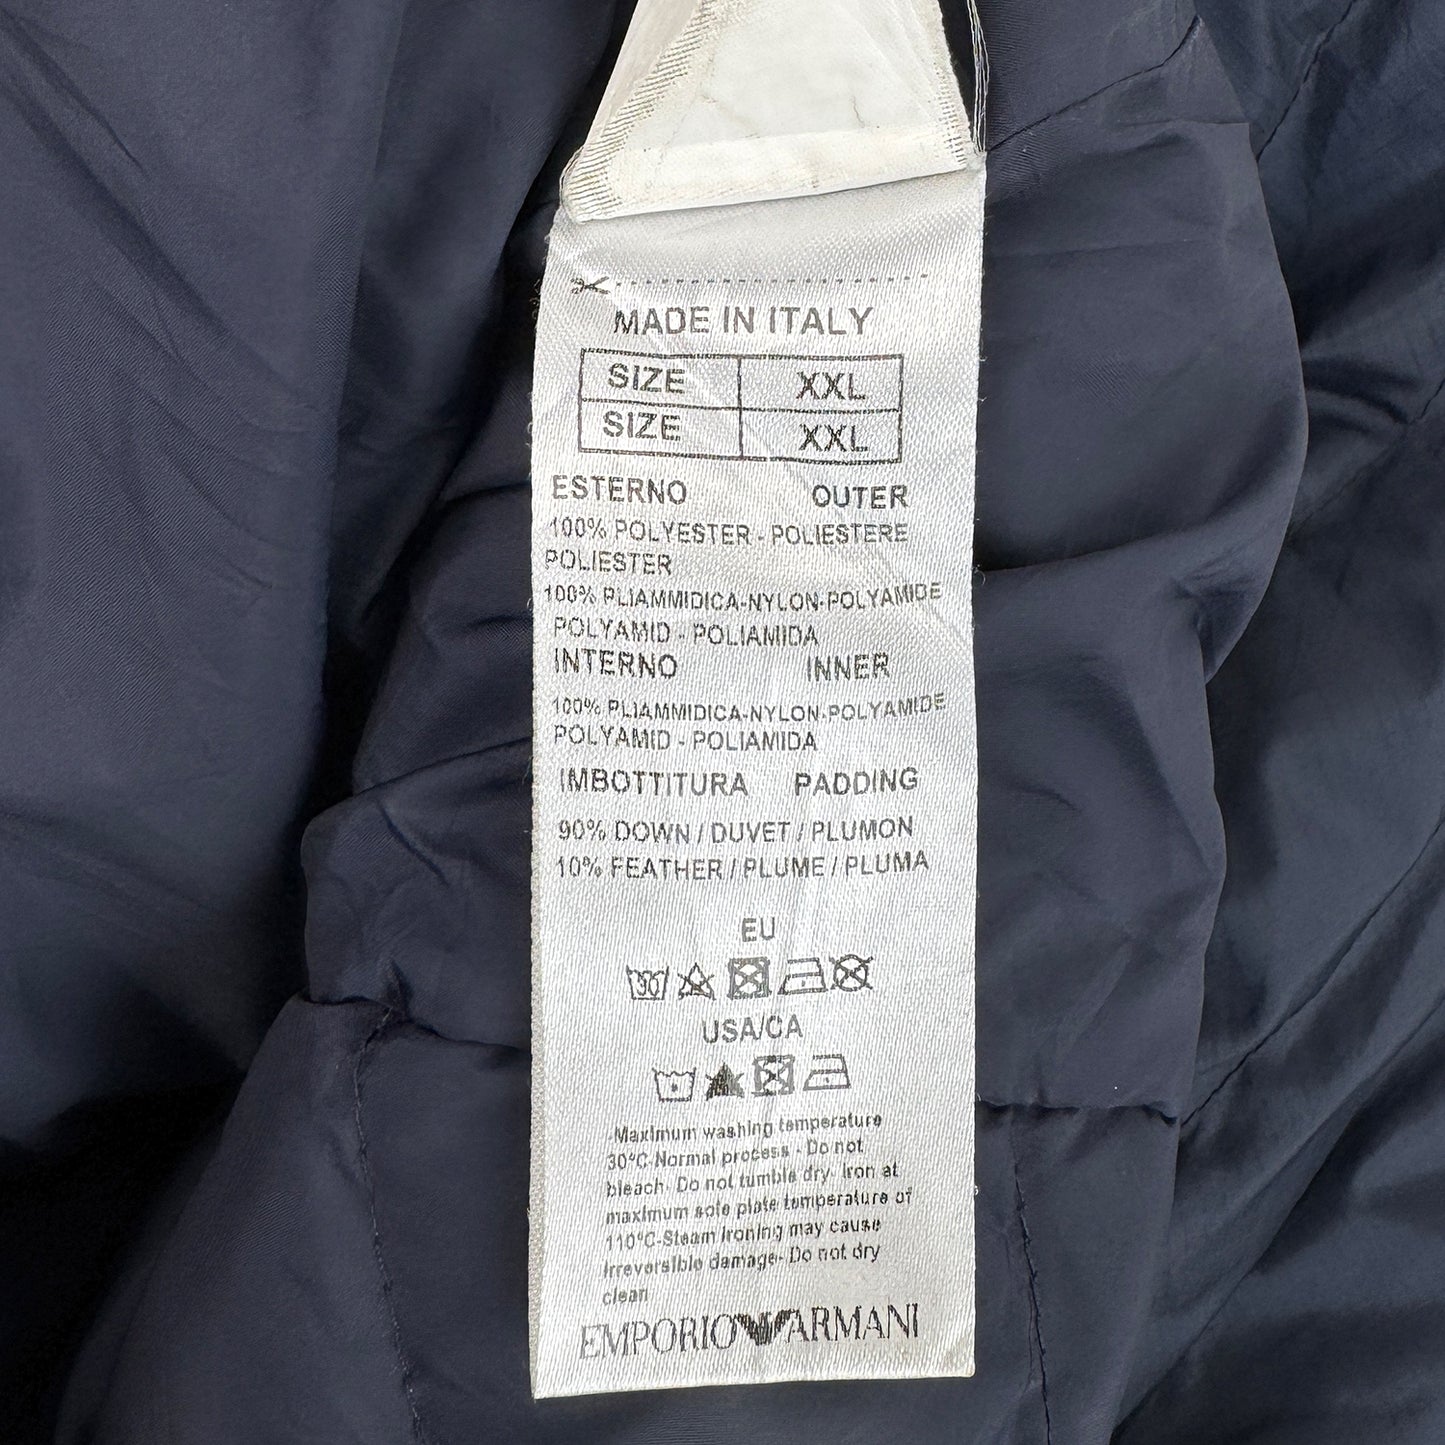 MADE IN ITALY
SIZE XXL
SIZE XXL
ESTERNO OUTER
100% POLYESTER - POLIESTERE
POLIESTER
100% PLIAMMIDICA-NYLON-POLYAMIDE
POLYAMID - POLIAMIDA
INTERNO INNER
100% PLIAMMIDICA-NYLON-POLYAMIDE
POLYAMID - POLIAMIDA
IMBOTTITURA PADDING
90% DOWN / DUVET / PLUMON
10% FEATHER / PLUME / PLUMA
EU
30
USA/CA
-Maximum washing temperature
30°C-Normal process - Do not
bleach- Do not tumble dry- Iron at
maximum sole plate temperature of
110°C-Steam ironing may cause
irreversible damage- Do not dry
clean
EMPORIO ARMANI